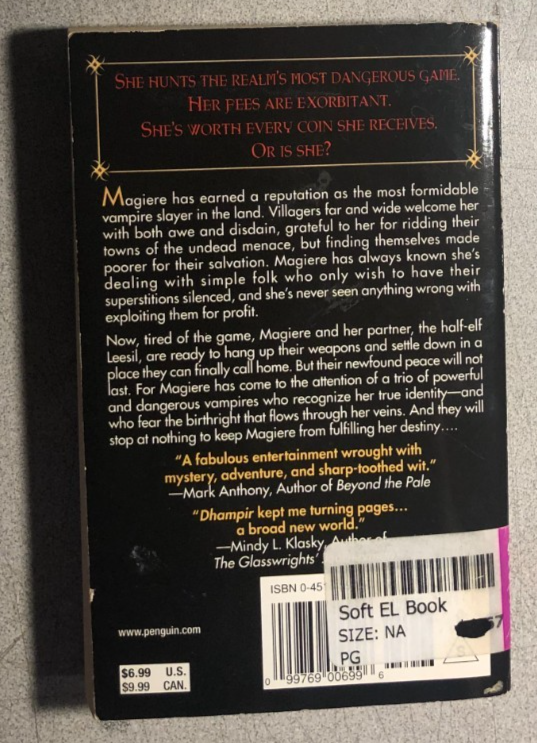 SHE HUNTS THE REALM'S MOST DANGEROUS GAME.
HER FEES ARE EXORBITANT.
SHE'S WORTH EVERY COIN SHE RECEIVES.
OR IS SHE?
Magiere has earned a reputation as the most formidable
vampire slayer in the land. Villagers far and wide welcome her
with both awe and disdain, grateful to her for ridding their
towns of the undead menace, but finding themselves made
poorer for their salvation. Magiere has always known she's
dealing with simple folk who only wish to have their
superstitions silenced, and she's never seen anything wrong with
exploiting them for profit.
Now, tired of the game, Magiere and her partner, the half-elf
Leesil, are ready to hang up their weapons and settle down in a
place they can finally call home. But their newfound peace will not
last. For Magiere has come to the attention of a trio of powerful
and dangerous vampires who recognize her true identity—and
who fear the birthright that flows through her veins. And they will
stop at nothing to keep Magiere from fulfilling her destiny....
"A fabulous entertainment wrought with
mystery, adventure, and sharp-toothed wit."
—Mark Anthony, Author of Beyond the Pale
"Dhampir kept me turning pages...
a broad new world."
—Mindy L. Klasky, Author of
The Glasswrights'
ISBN 0-45
Soft EL Book
SIZE: NA
PG
57
S
www.penguin.com
$6.99 U.S.
$9.99 CAN.
0 99769 00699 6